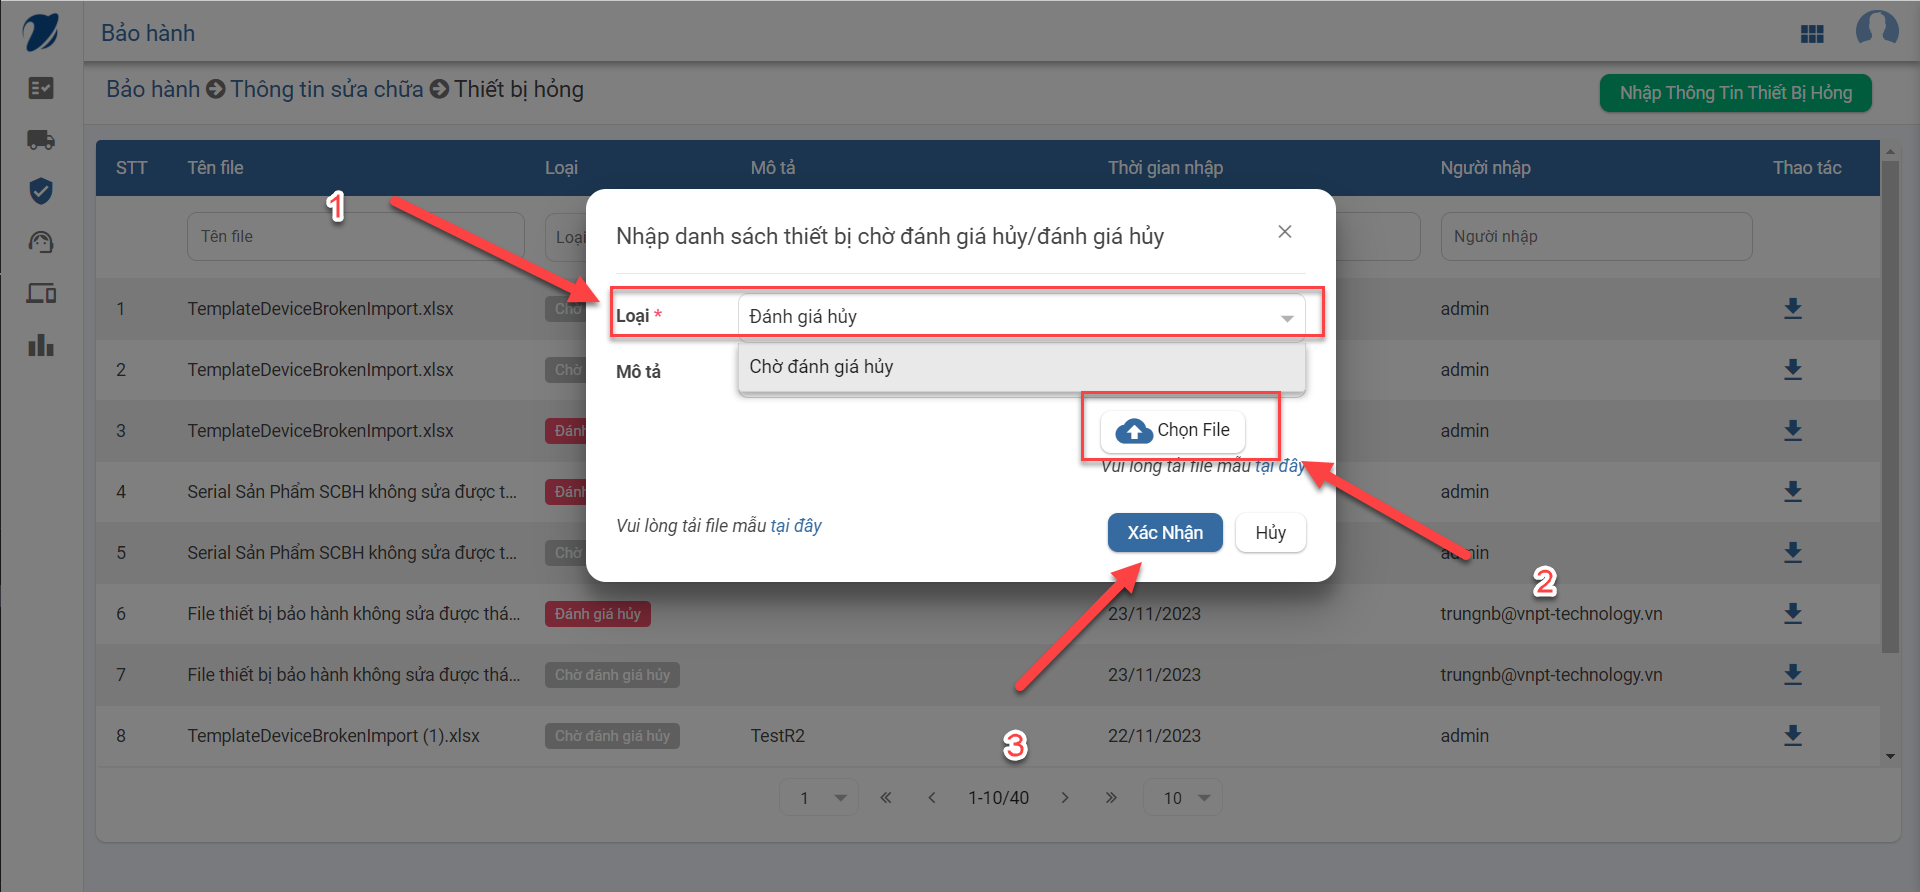 Bảo hành
Bảo hành Thông tin sửa chữa Thiết bị hỏng
Nhập Thông Tin Thiết Bị Hỏng
STT Tên file Loại Mô tả Thời gian nhập Người nhập Thao tác
1
Tên file Loại Người nhập
Nhập danh sách thiết bị chờ đánh giá hủy/đánh giá hủy
Loại * Đánh giá hủy
Chờ đánh giá hủy
Mô tả
Chọn File
Vui lòng tải file mẫu tại đây
Vui lòng tải file mẫu tại đây
Xác Nhận Hủy
1 TemplateDeviceBrokenImport.xlsx Chờ admin
2 TemplateDeviceBrokenImport.xlsx Chờ admin
3 TemplateDeviceBrokenImport.xlsx Đánh admin
4 Serial Sản Phẩm SCBH không sửa được t... Đánh admin
5 Serial Sản Phẩm SCBH không sửa được t... Chờ admin
2
6 File thiết bị bảo hành không sửa được thá... Đánh giá hủy 23/11/2023 trungnb@vnpt-technology.vn
7 File thiết bị bảo hành không sửa được thá... Chờ đánh giá hủy 23/11/2023 trungnb@vnpt-technology.vn
8 TemplateDeviceBrokenImport (1).xlsx Chờ đánh giá hủy TestR2 22/11/2023 admin
3
1 1-10/40 10